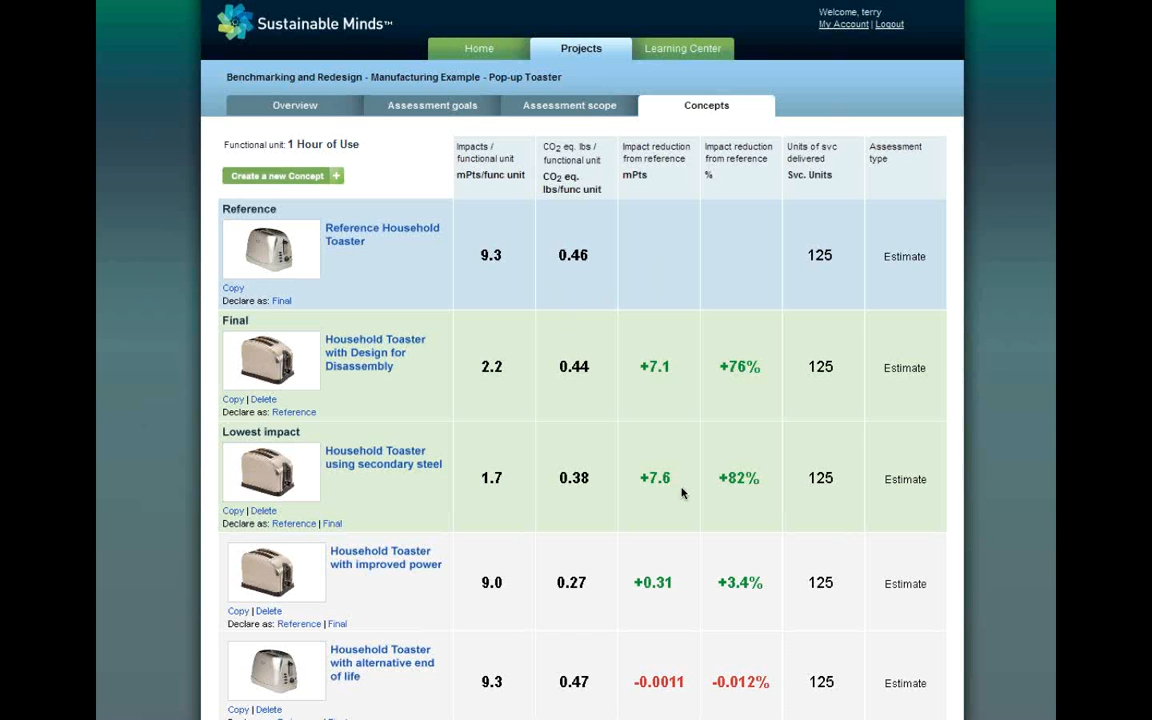 Sustainable Minds™
Welcome, terry
My Account | Logout
Home
Projects
Learning Center
Benchmarking and Redesign - Manufacturing Example - Pop-up Toaster
Overview
Assessment goals
Assessment scope
Concepts
Functional unit: 1 Hour of Use
Create a new Concept +
Impacts /
functional unit
mPts/func unit
CO2 eq. lbs /
functional unit
CO2 eq.
lbs/func unit
Impact reduction
from reference
mPts
Impact reduction
from reference
%
Units of svc
delivered
Svc. Units
Assessment
type
Reference
Reference Household
Toaster
9.3
0.46
125
Estimate
Copy
Declare as: Final
Final
Household Toaster
with Design for
Disassembly
2.2
0.44
+7.1
+76%
125
Estimate
Copy | Delete
Declare as: Reference
Lowest impact
Household Toaster
using secondary steel
1.7
0.38
+7.6
+82%
125
Estimate
Copy | Delete
Declare as: Reference | Final
Household Toaster
with improved power
9.0
0.27
+0.31
+3.4%
125
Estimate
Copy | Delete
Declare as: Reference | Final
Household Toaster
with alternative end
of life
9.3
0.47
-0.0011
-0.012%
125
Estimate
Copy | Delete